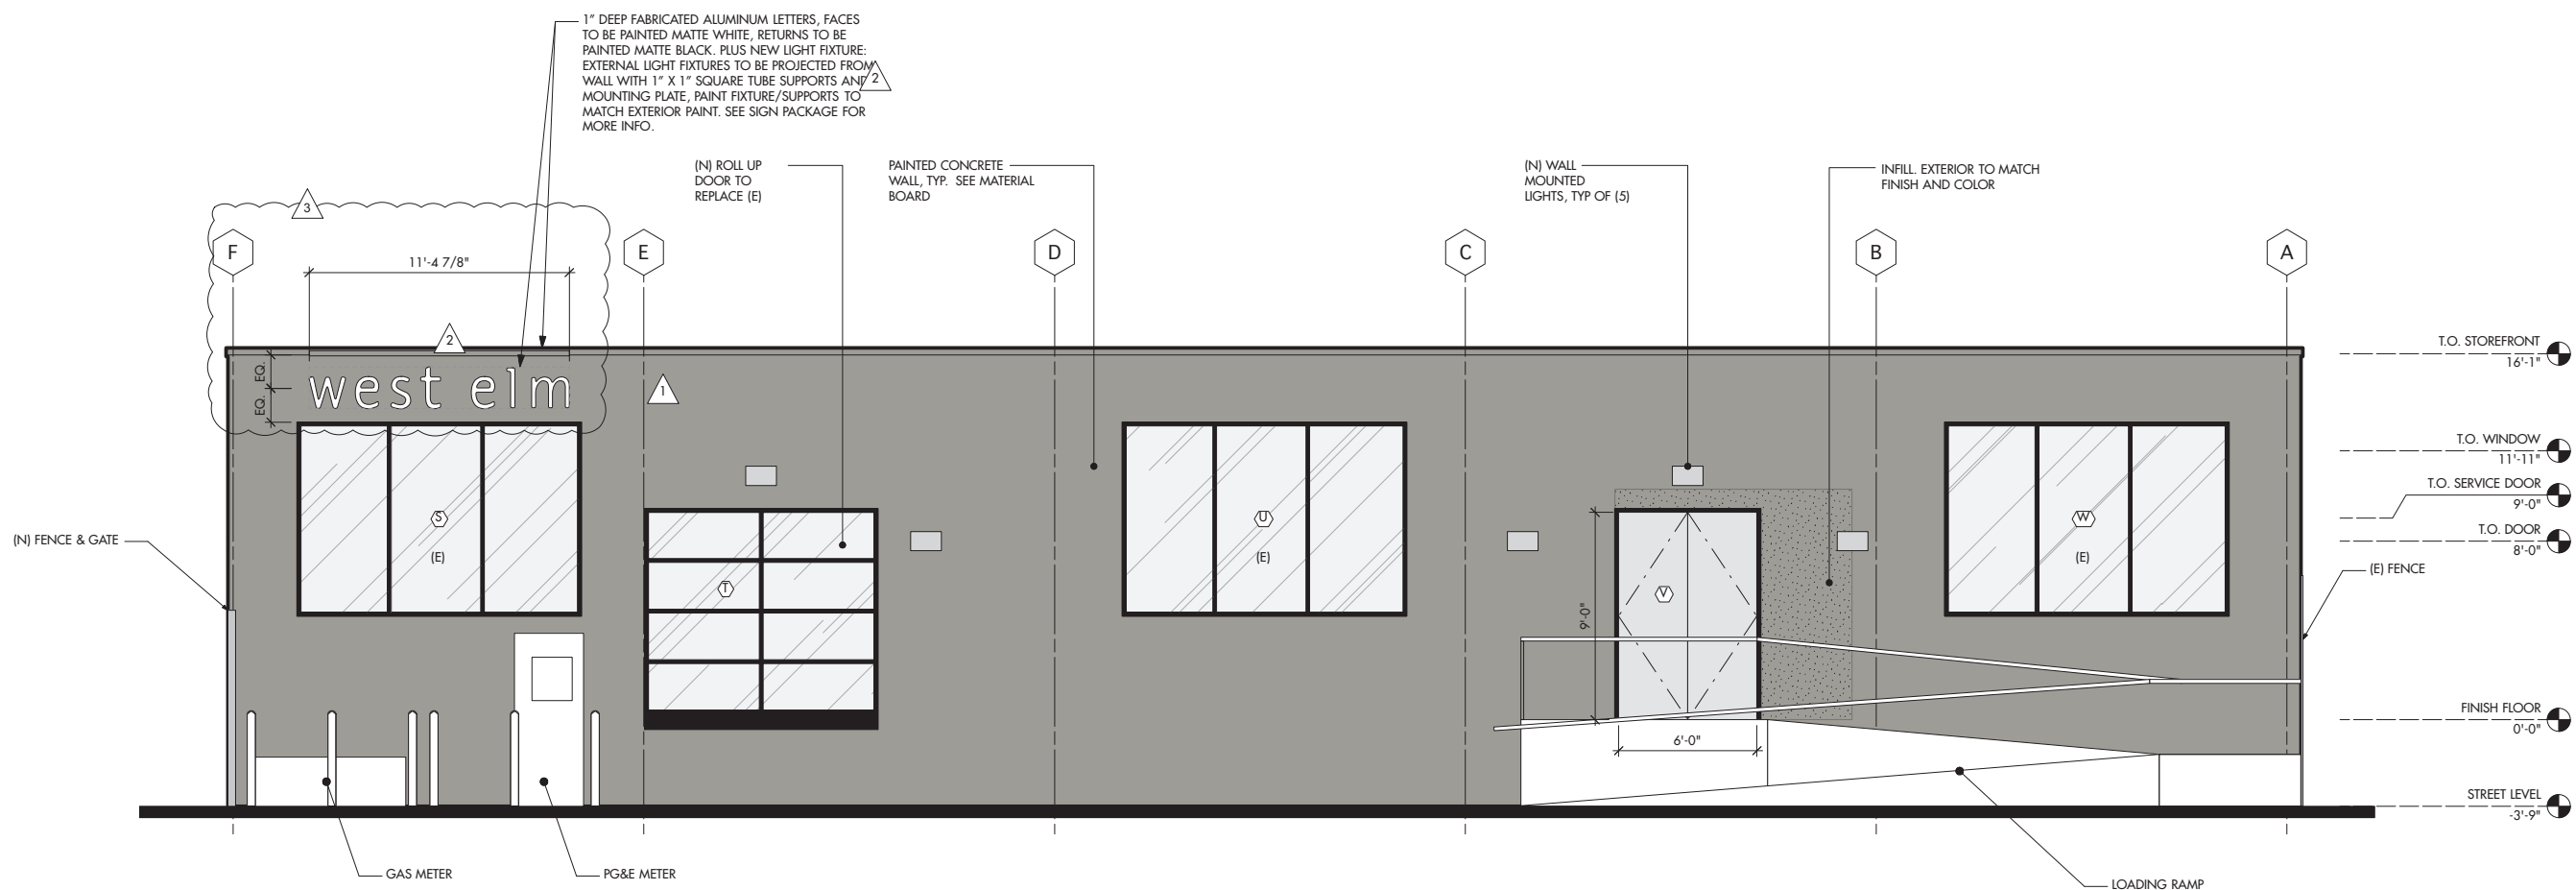 1" DEEP FABRICATED ALUMINUM LETTERS, FACES
TO BE PAINTED MATTE WHITE, RETURNS TO BE
PAINTED MATTE BLACK. PLUS NEW LIGHT FIXTURE:
EXTERNAL LIGHT FIXTURES TO BE PROJECTED FROM
WALL WITH 1" X 1" SQUARE TUBE SUPPORTS AND
MOUNTING PLATE, PAINT FIXTURE/SUPPORTS TO
MATCH EXTERIOR PAINT. SEE SIGN PACKAGE FOR
MORE INFO.
2
(N) ROLL UP
DOOR TO
REPLACE (E)
PAINTED CONCRETE
WALL, TYP. SEE MATERIAL
BOARD
(N) WALL
MOUNTED
LIGHTS, TYP OF (5)
INFILL. EXTERIOR TO MATCH
FINISH AND COLOR
3
F
E
D
C
B
A
11'-4 7/8"
2
EQ.
EQ.
west elm
1
T.O. STOREFRONT
16'-1"
T.O. WINDOW
11'-11"
T.O. SERVICE DOOR
9'-0"
T.O. DOOR
8'-0"
(N) FENCE & GATE
S
(E)
T
U
(E)
V
9'-0"
W
(E)
(E) FENCE
6'-0"
FINISH FLOOR
0'-0"
STREET LEVEL
-3'-9"
GAS METER
PG&E METER
LOADING RAMP